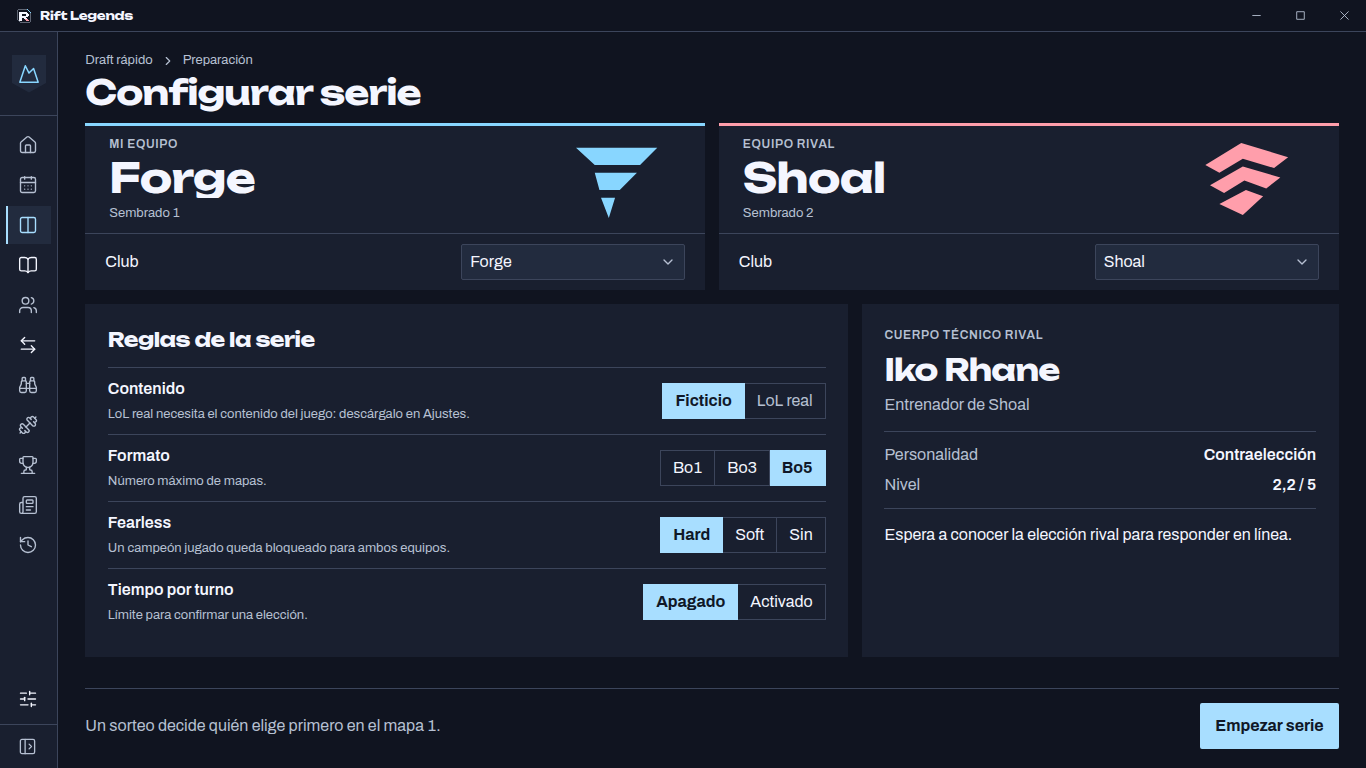 Rift Legends
Draft rápido > Preparación
Configurar serie
MI EQUIPO
Forge
Sembrado 1
Club
Forge
EQUIPO RIVAL
Shoal
Sembrado 2
Club
Shoal
Reglas de la serie
Contenido
LoL real necesita el contenido del juego: descárgalo en Ajustes.
Ficticio LoL real
Formato
Número máximo de mapas.
Bo1 Bo3 Bo5
Fearless
Un campeón jugado queda bloqueado para ambos equipos.
Hard Soft Sin
Tiempo por turno
Límite para confirmar una elección.
Apagado Activado
CUERPO TÉCNICO RIVAL
Iko Rhane
Entrenador de Shoal
Personalidad Contraelección
Nivel 2,2 / 5
Espera a conocer la elección rival para responder en línea.
Un sorteo decide quién elige primero en el mapa 1.
Empezar serie